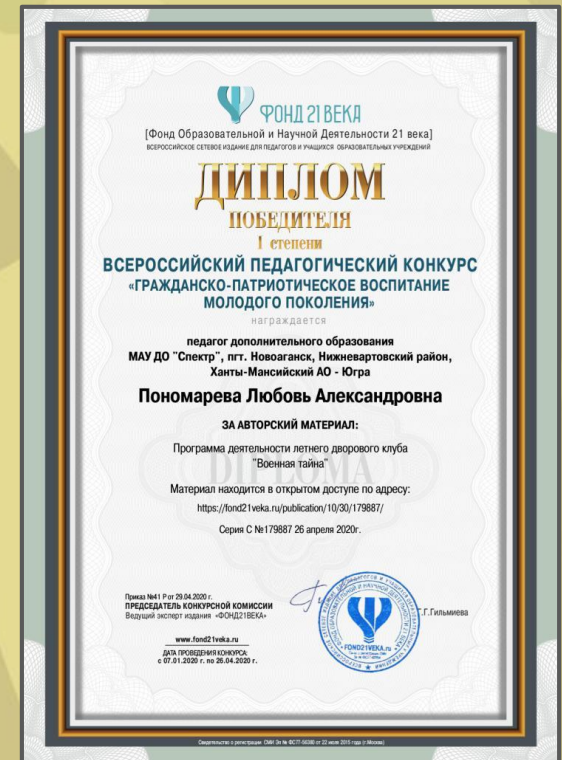 ФОНД 21 ВЕКА
[Фонд Образовательной и Научной Деятельности 21 века]
ВСЕРОССИЙСКОЕ СЕТЕВОЕ ИЗДАНИЕ ДЛЯ ПЕДАГОГОВ И УЧАЩИХСЯ ОБРАЗОВАТЕЛЬНЫХ УЧРЕЖДЕНИЙ
ДИПЛОМ
ПОБЕДИТЕЛЯ
I степени
ВСЕРОССИЙСКИЙ ПЕДАГОГИЧЕСКИЙ КОНКУРС
«ГРАЖДАНСКО-ПАТРИОТИЧЕСКОЕ ВОСПИТАНИЕ
МОЛОДОГО ПОКОЛЕНИЯ»
награждается
педагог дополнительного образования
МАУ ДО "Спектр", пгт. Новоаганск, Нижневартовский район,
Ханты-Мансийский АО - Югра
Пономарева Любовь Александровна
ЗА АВТОРСКИЙ МАТЕРИАЛ:
Программа деятельности летнего дворового клуба
"Военная тайна"
DIPLOMA
Материал находится в открытом доступе по адресу:
https://fond21veka.ru/publication/10/30/179887/
Серия С №179887 26 апреля 2020г.
Приказ №41 Р от 29.04.2020 г.
ПРЕДСЕДАТЕЛЬ КОНКУРСНОЙ КОМИССИИ
Ведущий эксперт издания «ФОНД21ВЕКА»
Г.Г.Гильмиева
www.fond21veka.ru
ДАТА ПРОВЕДЕНИЯ КОНКУРСА:
с 07.01.2020 г. по 26.04.2020 г.
FOND21VEKA.ru